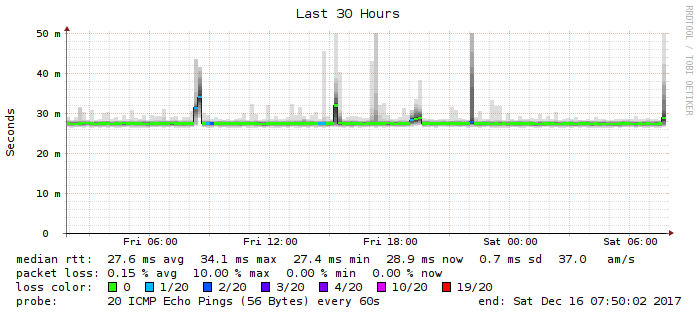 Last 30 Hours
RRDTOOL / TOBI OETIKER
Seconds
50 m
40 m
30 m
20 m
10 m
0
Fri 06:00 Fri 12:00 Fri 18:00 Sat 00:00 Sat 06:00
median rtt: 27.6 ms avg 34.1 ms max 27.4 ms min 28.9 ms now 0.7 ms sd 37.0 am/s
packet loss: 0.15 % avg 10.00 % max 0.00 % min 0.00 % now
loss color: 0 1/20 2/20 3/20 4/20 10/20 19/20
probe: 20 ICMP Echo Pings (56 Bytes) every 60s end: Sat Dec 16 07:50:02 2017